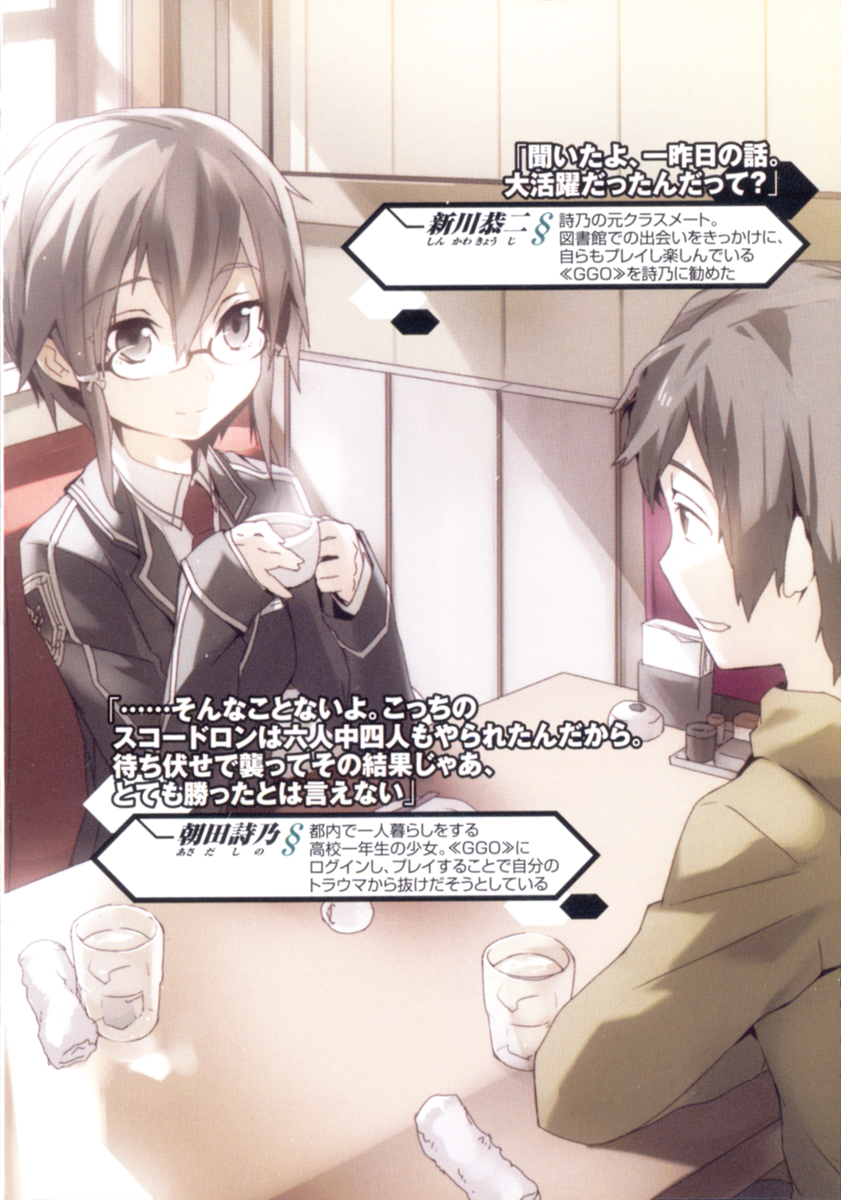 『聞いたよ、一昨日の話。
大活躍だったんだって？』
新川恭二
しんかわきょうじ
§
詩乃の元クラスメート。
図書館での出会いをきっかけに、
自らもプレイし楽しんでいる
≪GGO≫を詩乃に勧めた
『……そんなことないよ。こっちの
スコードロンは六人中四人もやられたんだから。
待ち伏せで襲ってその結果じゃあ、
とても勝ったとは言えない』
朝田詩乃
あさだしの
§
都内で一人暮らしをする
高校一年生の少女。≪GGO≫に
ログインし、プレイすることで自分の
トラウマから抜けだそうとしている